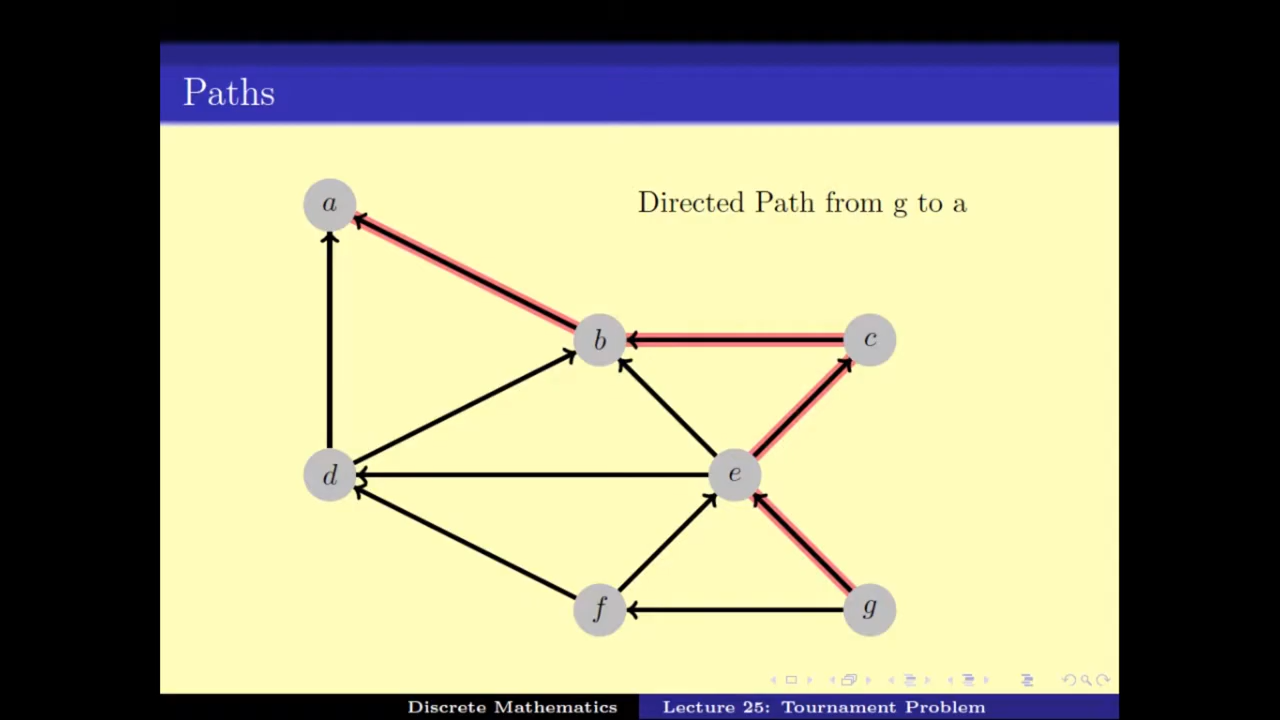 Paths
a
Directed Path from g to a
b
c
d
e
f
g
Discrete Mathematics
Lecture 25: Tournament Problem